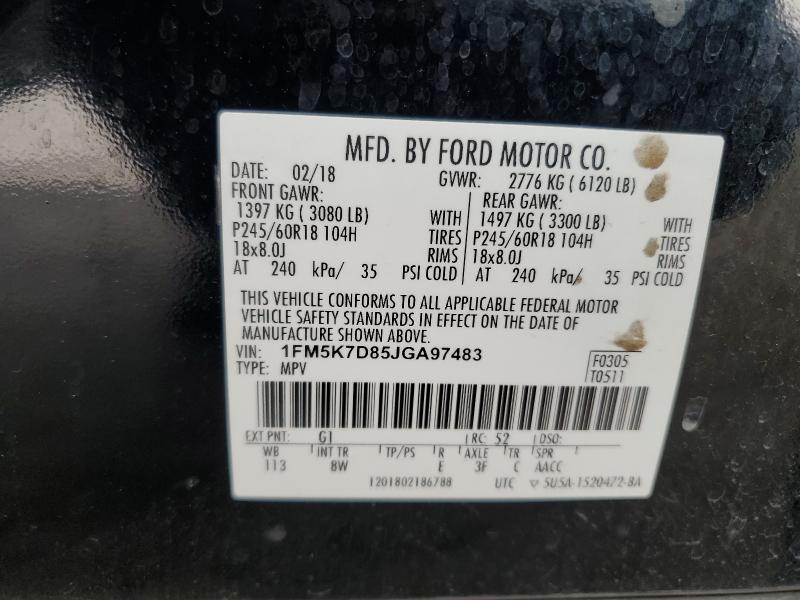 MFD. BY FORD MOTOR CO.
DATE: 02/18 GVWR: 2776 KG ( 6120 LB)
FRONT GAWR: REAR GAWR:
1397 KG ( 3080 LB) WITH 1497 KG ( 3300 LB) WITH
P245/60R18 104H TIRES P245/60R18 104H TIRES
18x8.0J RIMS 18x8.0J RIMS
AT 240 kPa/ 35 PSI COLD AT 240 kPa/ 35 PSI COLD
THIS VEHICLE CONFORMS TO ALL APPLICABLE FEDERAL MOTOR
VEHICLE SAFETY STANDARDS IN EFFECT ON THE DATE OF
MANUFACTURE SHOWN ABOVE.
VIN: 1FM5K7D85JGA97483 F0305
TYPE: MPV T0511
EXT PNT: G1 RC: 52 DSO:
WB INT TR TP/PS R AXLE TR SPR
113 8W E 3F C AACC
1201802186788 UTC ▽ 5U5A-1520472-BA